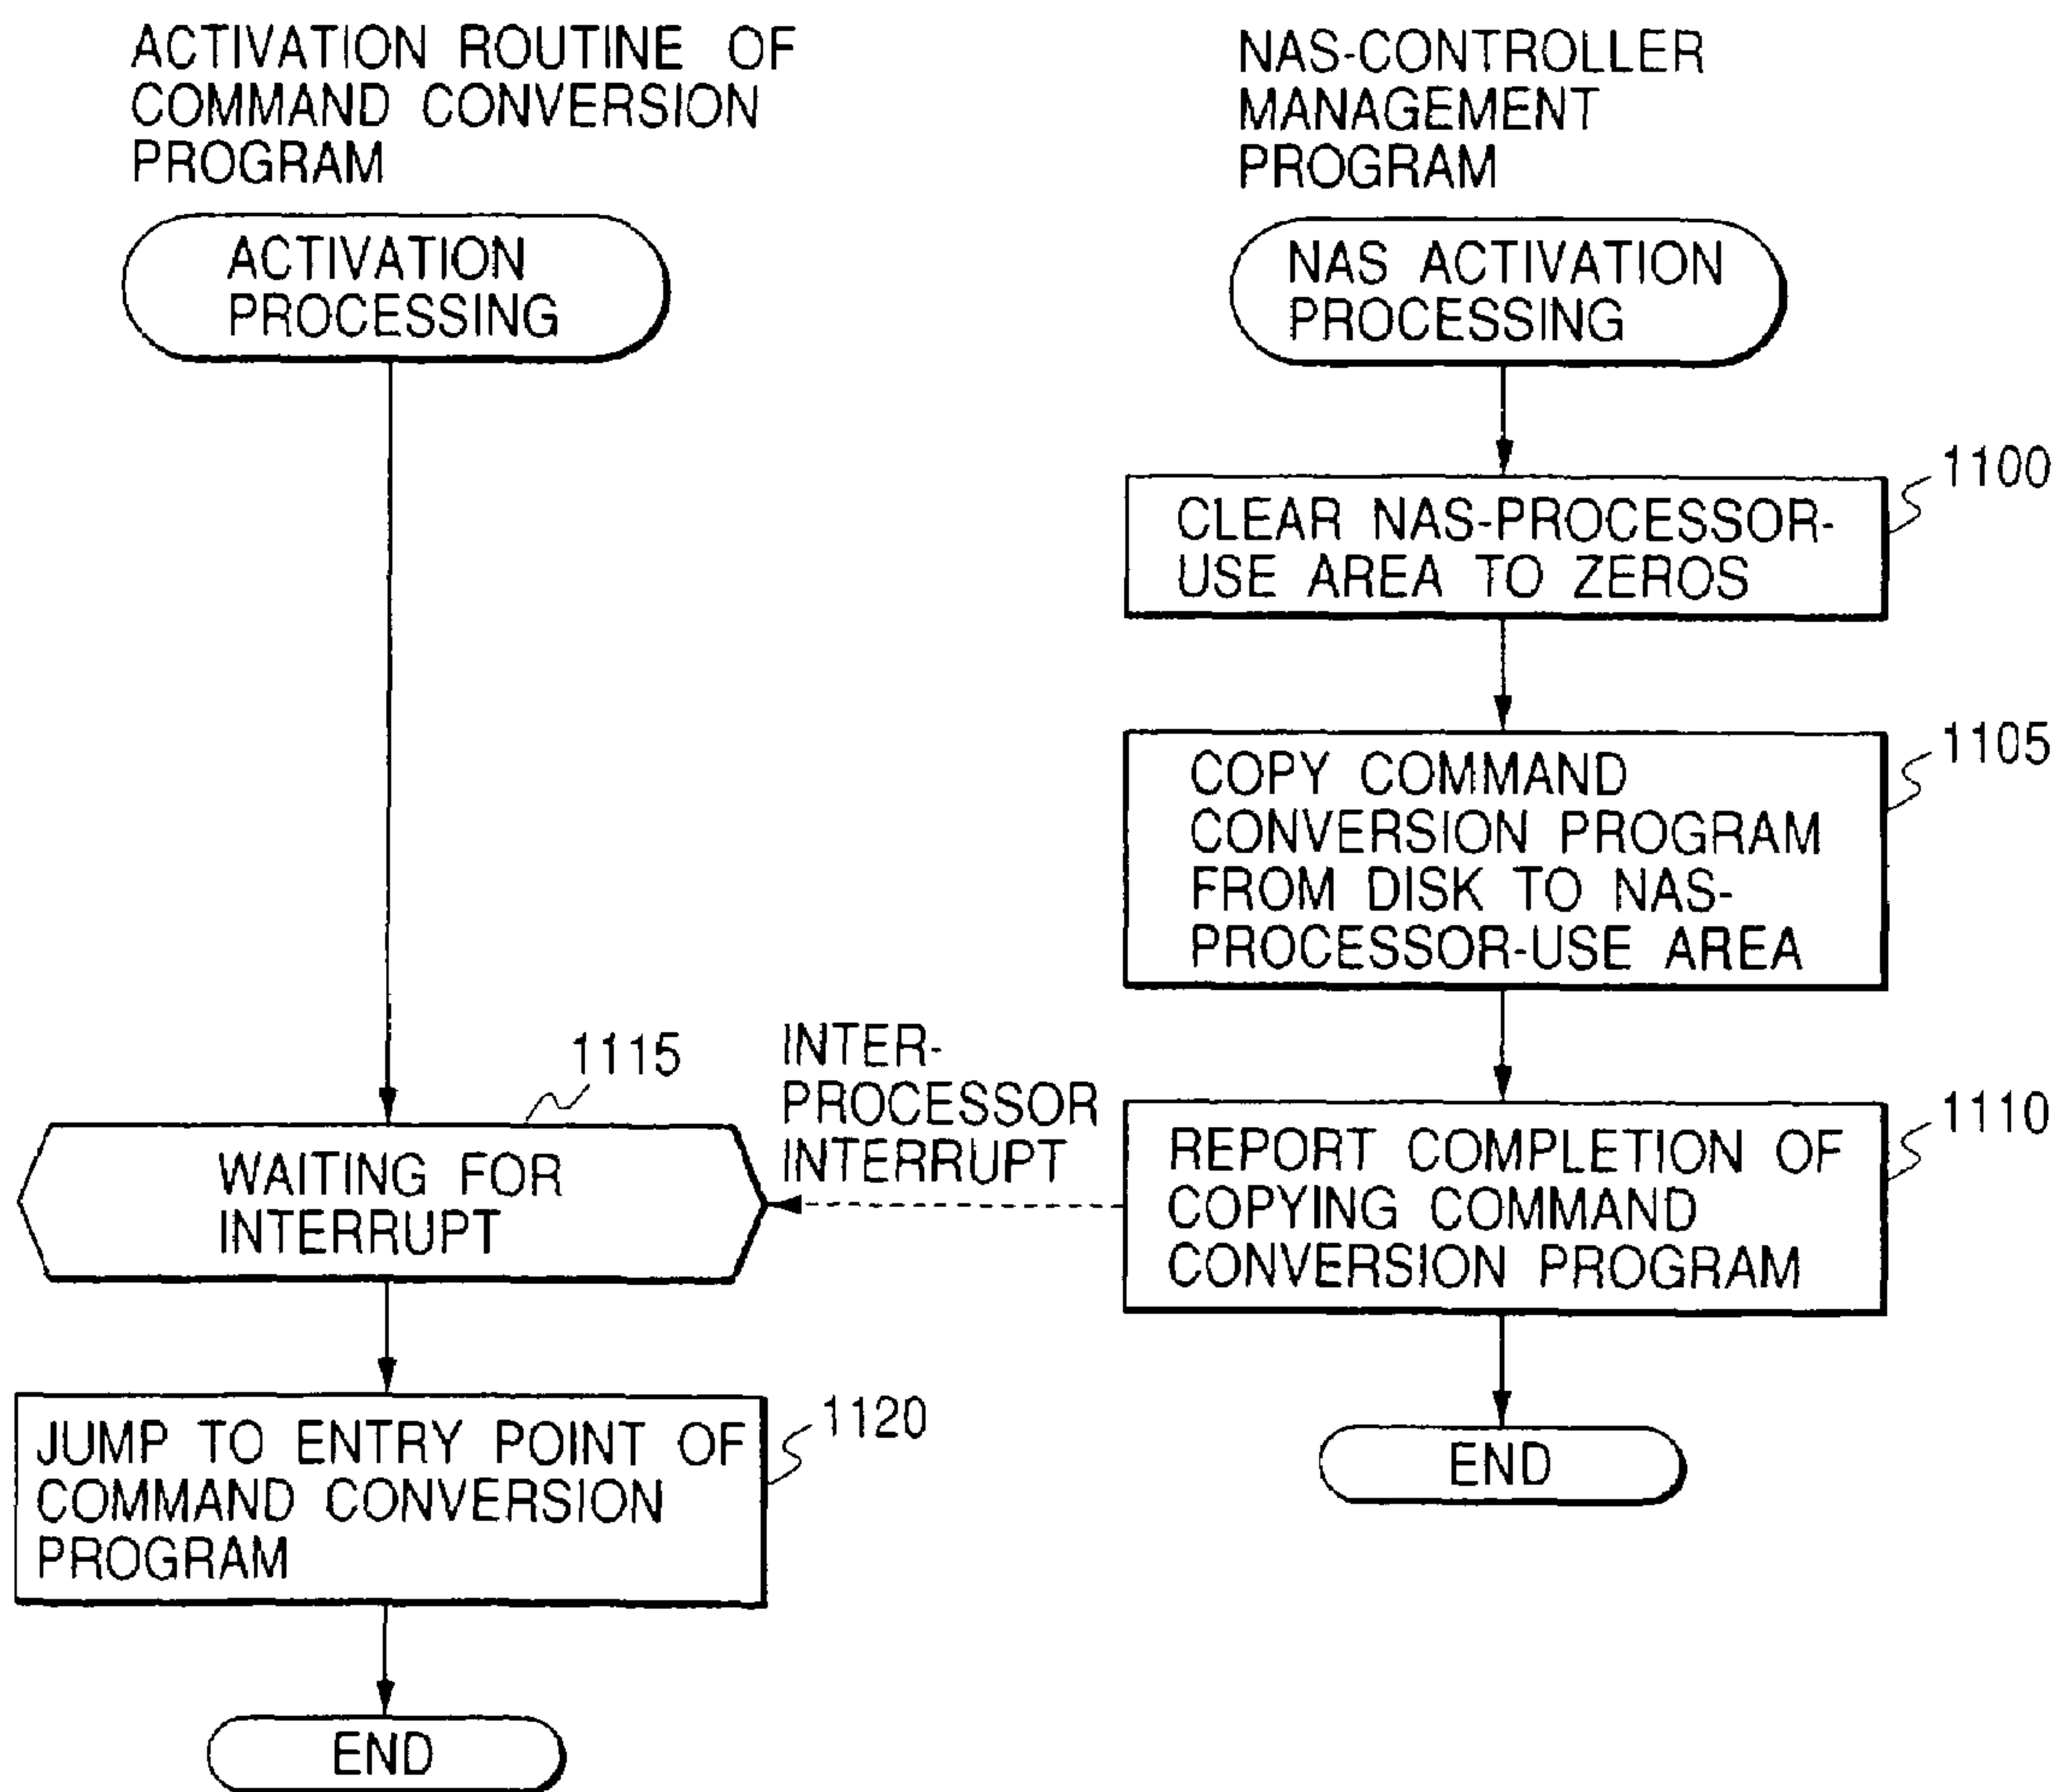 ACTIVATION ROUTINE OF
COMMAND CONVERSION
PROGRAM
ACTIVATION
PROCESSING
1115
WAITING FOR
INTERRUPT
1120
JUMP TO ENTRY POINT OF
COMMAND CONVERSION
PROGRAM
END
INTER-
PROCESSOR
INTERRUPT
NAS-CONTROLLER
MANAGEMENT
PROGRAM
NAS ACTIVATION
PROCESSING
1100
CLEAR NAS-PROCESSOR-
USE AREA TO ZEROS
1105
COPY COMMAND
CONVERSION PROGRAM
FROM DISK TO NAS-
PROCESSOR-USE AREA
1110
REPORT COMPLETION OF
COPYING COMMAND
CONVERSION PROGRAM
END